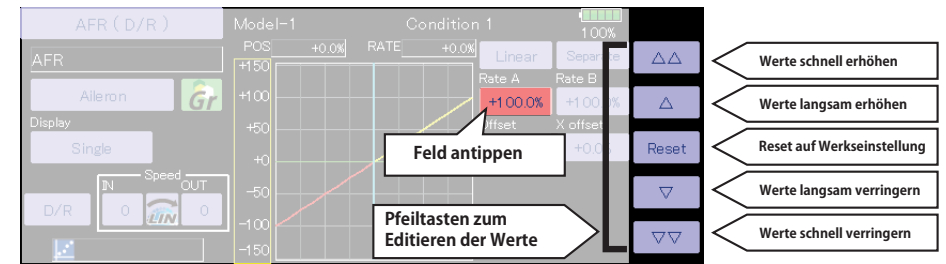 AFR ( D/R )
Model-1
Condition 1
100%
AFR
POS
+0.0%
RATE
+0.0%
Linear
Separate
Rate A
Rate B
Aileron
Gr
+100.0%
+100.0%
Display
Offset
X offset
Single
+0.0%
Speed
IN
OUT
D/R
0
LIN
0
+150
+100
+50
+0
-50
-100
-150
Feld antippen
Pfeiltasten zum
Editieren der Werte
△△
△
Reset
▽
▽▽
Werte schnell erhöhen
Werte langsam erhöhen
Reset auf Werkseinstellung
Werte langsam verringern
Werte schnell verringern